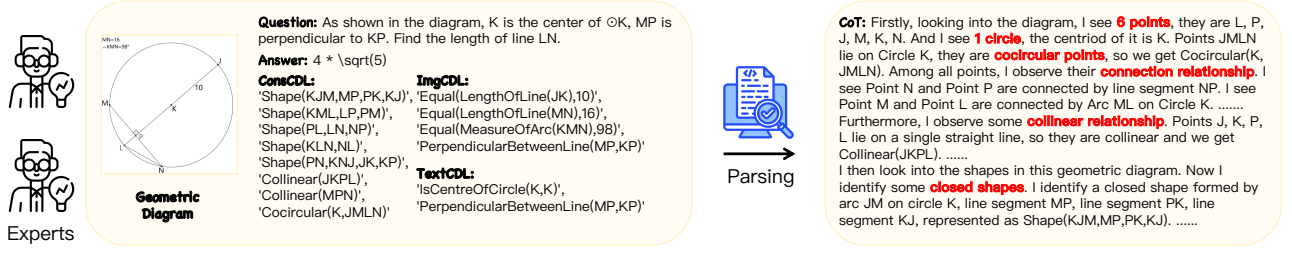 Experts
MN=16
⌒KMN=98°
J
10
M
K
P
L
N
Geometric
Diagram
Question: As shown in the diagram, K is the center of ⊙K, MP is
perpendicular to KP. Find the length of line LN.
Answer: 4 * \sqrt(5)
ConsCDL:
'Shape(KJM,MP,PK,KJ)',
'Shape(KML,LP,PM)',
'Shape(PL,LN,NP)',
'Shape(KLN,NL)',
'Shape(PN,KNJ,JK,KP)',
'Collinear(JKPL)',
'Collinear(MPN)',
'Cocircular(K,JMLN)'
ImgCDL:
'Equal(LengthOfLine(JK),10)',
'Equal(LengthOfLine(MN),16)',
'Equal(MeasureOfArc(KMN),98)',
'PerpendicularBetweenLine(MP,KP)'
TextCDL:
'IsCentreOfCircle(K,K)',
'PerpendicularBetweenLine(MP,KP)'
Parsing
CoT: Firstly, looking into the diagram, I see 6 points, they are L, P,
J, M, K, N. And I see 1 circle, the centriod of it is K. Points JMLN
lie on Circle K, they are cocircular points, so we get Cocircular(K,
JMLN). Among all points, I observe their connection relationship. I
see Point N and Point P are connected by line segment NP. I see
Point M and Point L are connected by Arc ML on Circle K. .......
Furthermore, I observe some collinear relationship. Points J, K, P,
L lie on a single straight line, so they are collinear and we get
Collinear(JKPL). ......
I then look into the shapes in this geometric diagram. Now I
identify some closed shapes. I identify a closed shape formed by
arc JM on circle K, line segment MP, line segment PK, line
segment KJ, represented as Shape(KJM,MP,PK,KJ). ......